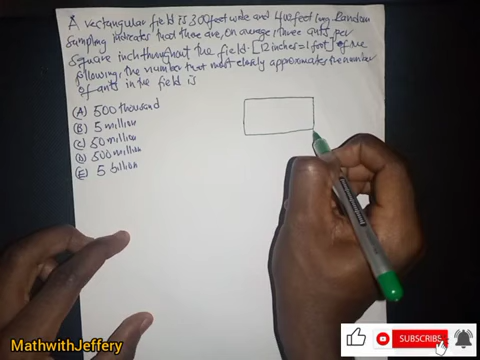 A rectangular field is 300 feet wide and 400 feet long. Random
Sampling indicates that there are, on average, three ants per
square inch throughout the field. [12 inches = 1 foot] Of the
following, the number that most closely approximates the number
of ants in the field is
(A) 500 thousand
(B) 5 million
(C) 50 million
(D) 500 million
(E) 5 billion
MathwithJeffery
SUBSCRIBE